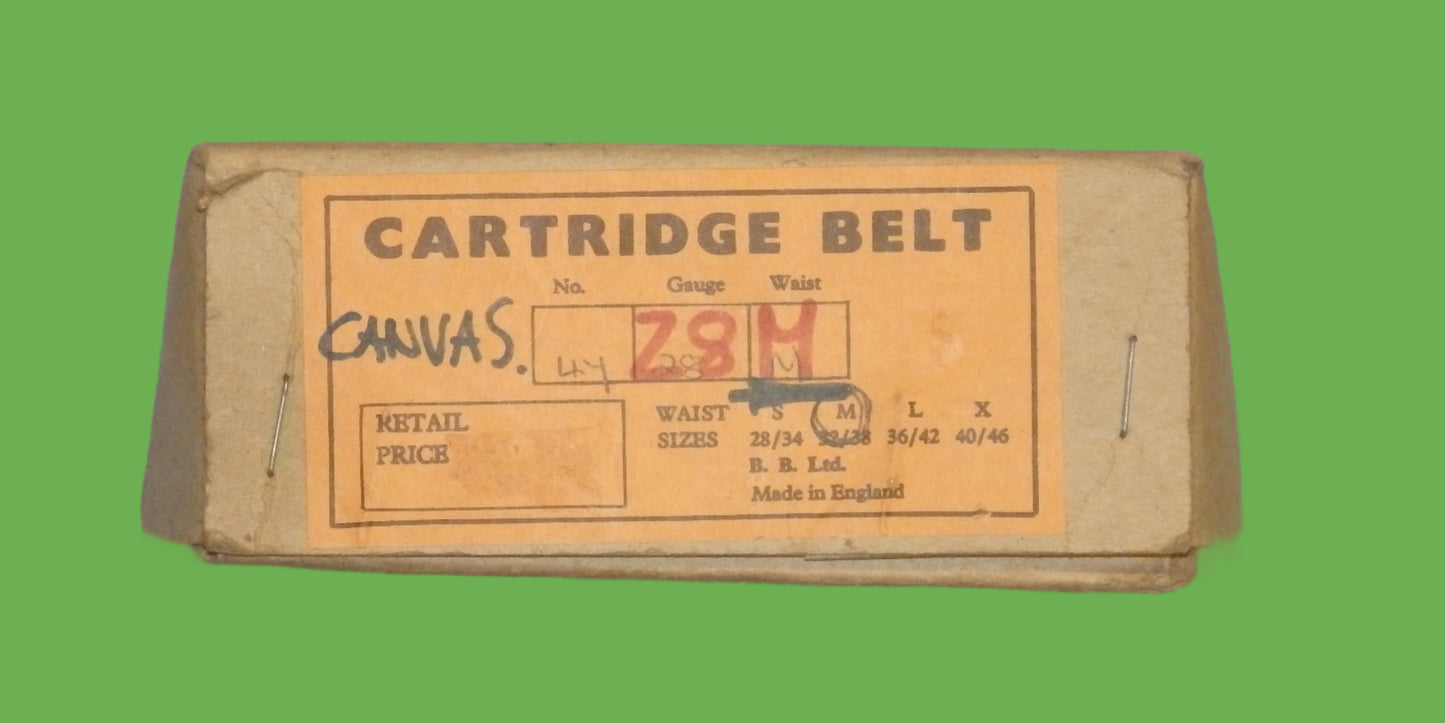 CARTRIDGE BELT
No. Gauge Waist
CANVAS. 28 M
28 M
RETAIL
PRICE
WAIST S M L X
SIZES 28/34 32/38 36/42 40/46
B. B. Ltd.
Made in England